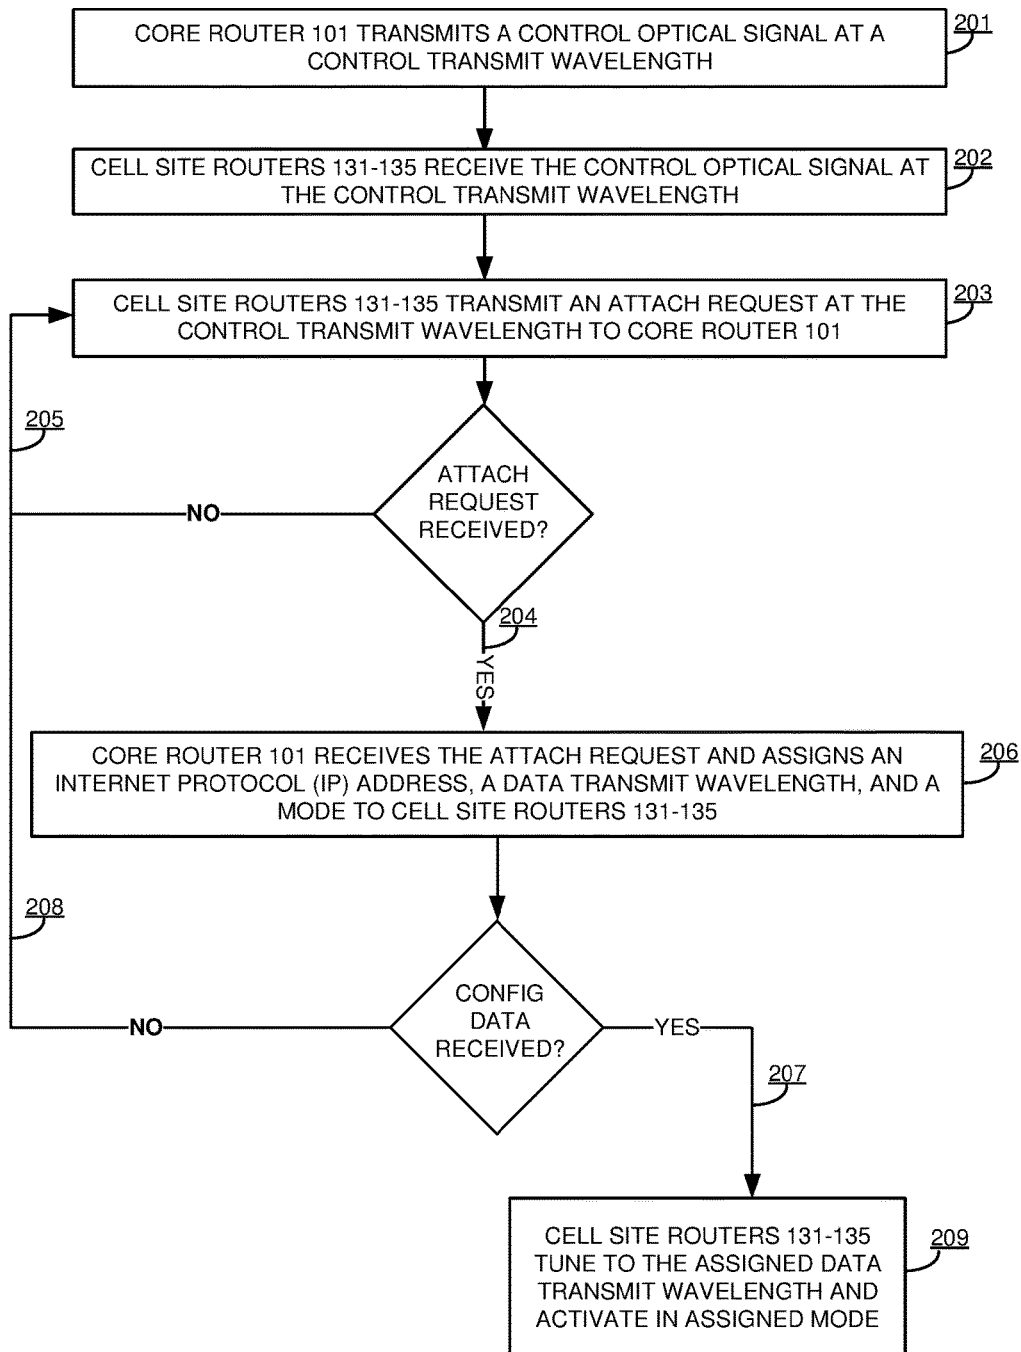 CORE ROUTER 101 TRANSMITS A CONTROL OPTICAL SIGNAL AT A
CONTROL TRANSMIT WAVELENGTH
201
CELL SITE ROUTERS 131-135 RECEIVE THE CONTROL OPTICAL SIGNAL AT
THE CONTROL TRANSMIT WAVELENGTH
202
CELL SITE ROUTERS 131-135 TRANSMIT AN ATTACH REQUEST AT THE
CONTROL TRANSMIT WAVELENGTH TO CORE ROUTER 101
203
205
ATTACH
REQUEST
RECEIVED?
NO
204
YES
CORE ROUTER 101 RECEIVES THE ATTACH REQUEST AND ASSIGNS AN
INTERNET PROTOCOL (IP) ADDRESS, A DATA TRANSMIT WAVELENGTH, AND A
MODE TO CELL SITE ROUTERS 131-135
206
208
CONFIG
DATA
RECEIVED?
NO
YES
207
CELL SITE ROUTERS 131-135
TUNE TO THE ASSIGNED DATA
TRANSMIT WAVELENGTH AND
ACTIVATE IN ASSIGNED MODE
209